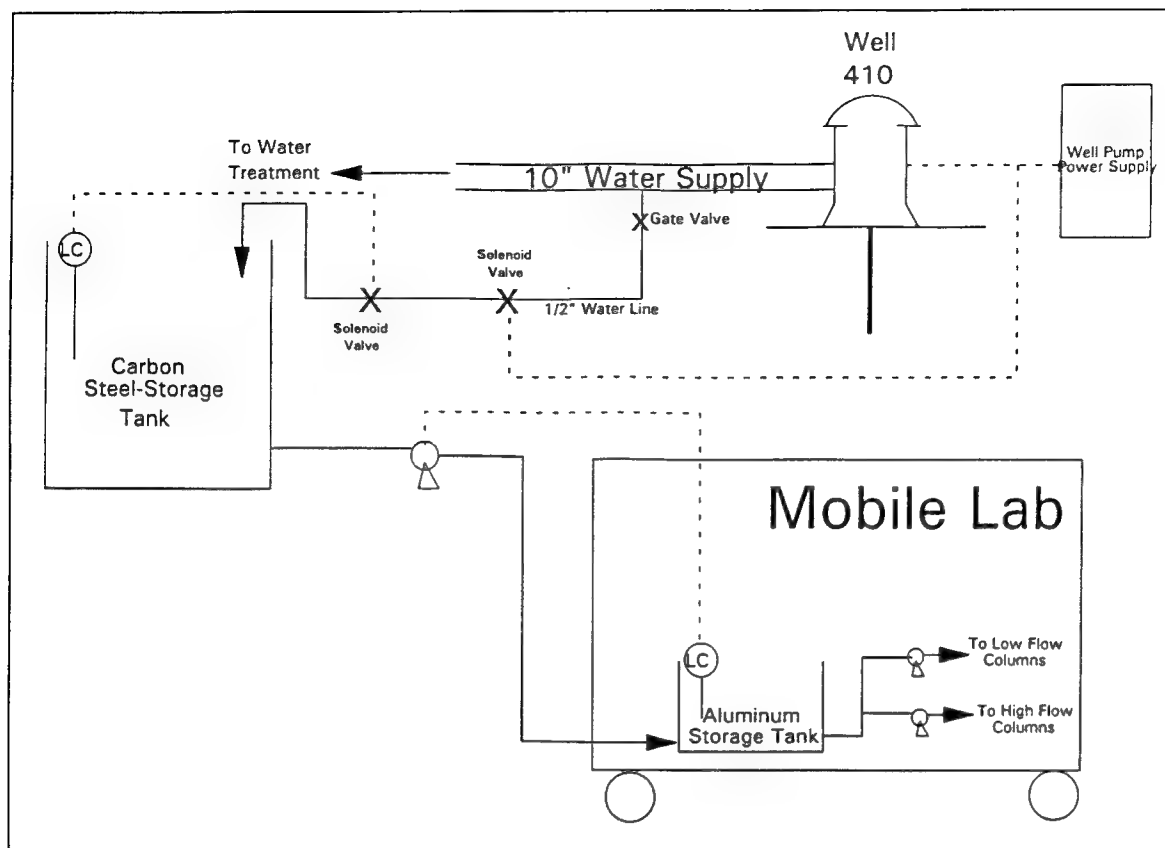 Well
410
To Water
Treatment
10" Water Supply
Well Pump
Power Supply
Gate Valve
LC
Solenoid
Valve
1/2" Water Line
Solenoid
Valve
Carbon
Steel-Storage
Tank
Mobile Lab
To Low Flow
Columns
LC
Aluminum
Storage Tank
To High Flow
Columns